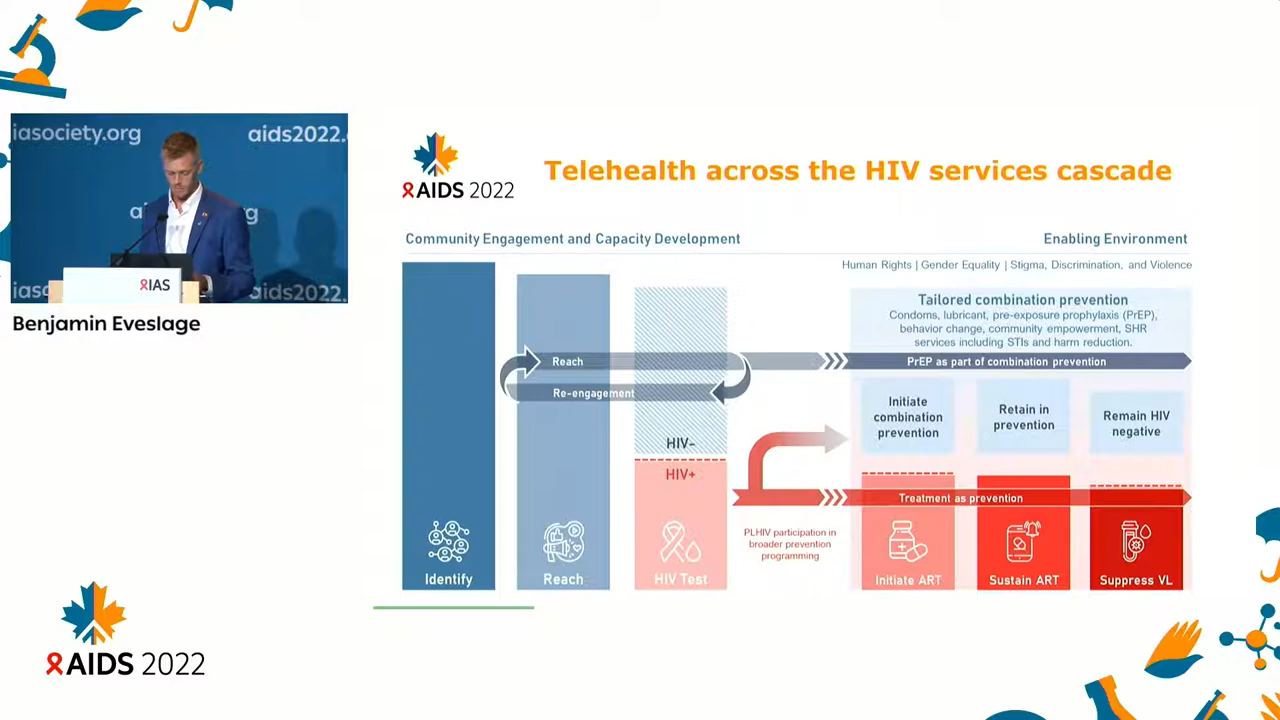 iasociety.org
aids2022.
IAS
aids2022.
Benjamin Eveslage
AIDS 2022
AIDS 2022
Telehealth across the HIV services cascade
Community Engagement and Capacity Development
Enabling Environment
Human Rights | Gender Equality | Stigma, Discrimination, and Violence
Tailored combination prevention
Condoms, lubricant, pre-exposure prophylaxis (PrEP),
behavior change, community empowerment, SHR
services including STIs and harm reduction.
Reach
PrEP as part of combination prevention
Re-engagement
Initiate
combination
prevention
Retain in
prevention
Remain HIV
negative
HIV-
HIV+
Treatment as prevention
PLHIV participation in
broader prevention
programming
Identify
Reach
HIV Test
Initiate ART
Sustain ART
Suppress VL